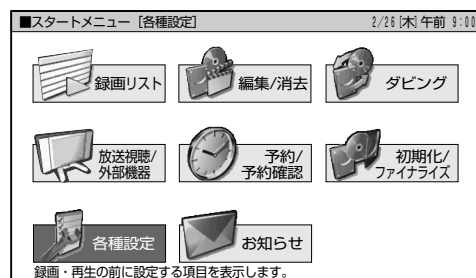 ■スタートメニュー［各種設定］ 2/26[木]午前 9:00
録画リスト 編集/消去 ダビング
放送視聴/
外部機器
予約/
予約確認
初期化/
ファイナライズ
各種設定 お知らせ
録画・再生の前に設定する項目を表示します。